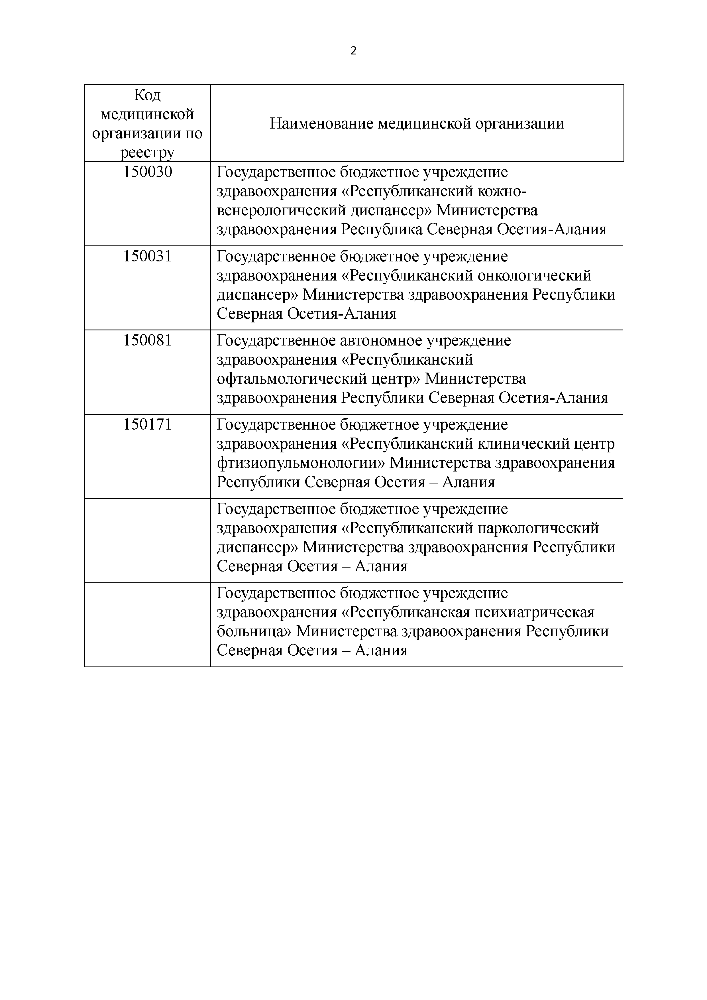 2
Код
медицинской
организации по
реестру
Наименование медицинской организации
150030
Государственное бюджетное учреждение
здравоохранения «Республиканский кожно-
венерологический диспансер» Министерства
здравоохранения Республика Северная Осетия-Алания
150031
Государственное бюджетное учреждение
здравоохранения «Республиканский онкологический
диспансер» Министерства здравоохранения Республики
Северная Осетия-Алания
150081
Государственное автономное учреждение
здравоохранения «Республиканский
офтальмологический центр» Министерства
здравоохранения Республики Северная Осетия-Алания
150171
Государственное бюджетное учреждение
здравоохранения «Республиканский клинический центр
фтизиопульмонологии» Министерства здравоохранения
Республики Северная Осетия – Алания
Государственное бюджетное учреждение
здравоохранения «Республиканский наркологический
диспансер» Министерства здравоохранения Республики
Северная Осетия – Алания
Государственное бюджетное учреждение
здравоохранения «Республиканская психиатрическая
больница» Министерства здравоохранения Республики
Северная Осетия – Алания